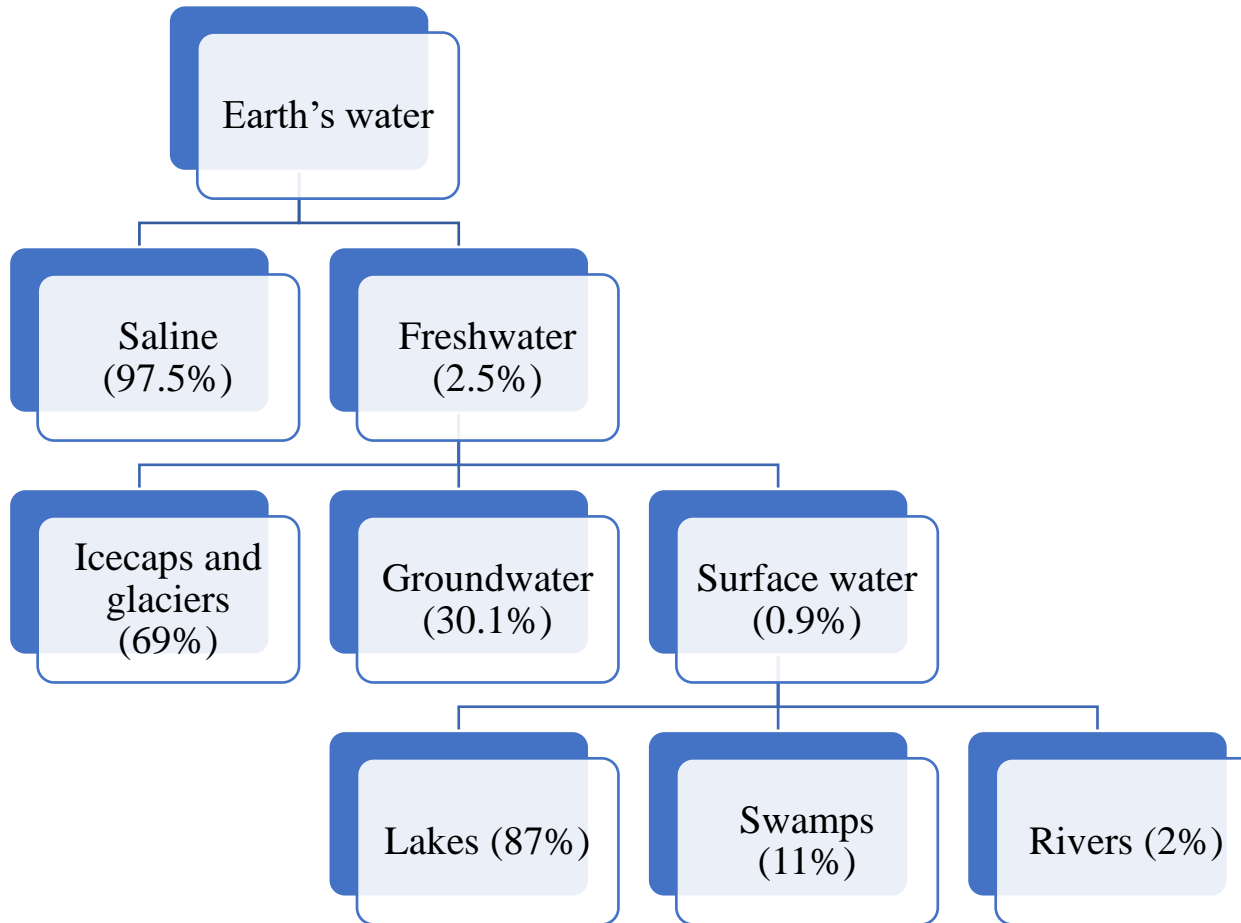 Earth’s water
Saline
(97.5%)
Freshwater
(2.5%)
Icecaps and
glaciers
(69%)
Groundwater
(30.1%)
Surface water
(0.9%)
Lakes (87%)
Swamps
(11%)
Rivers (2%)